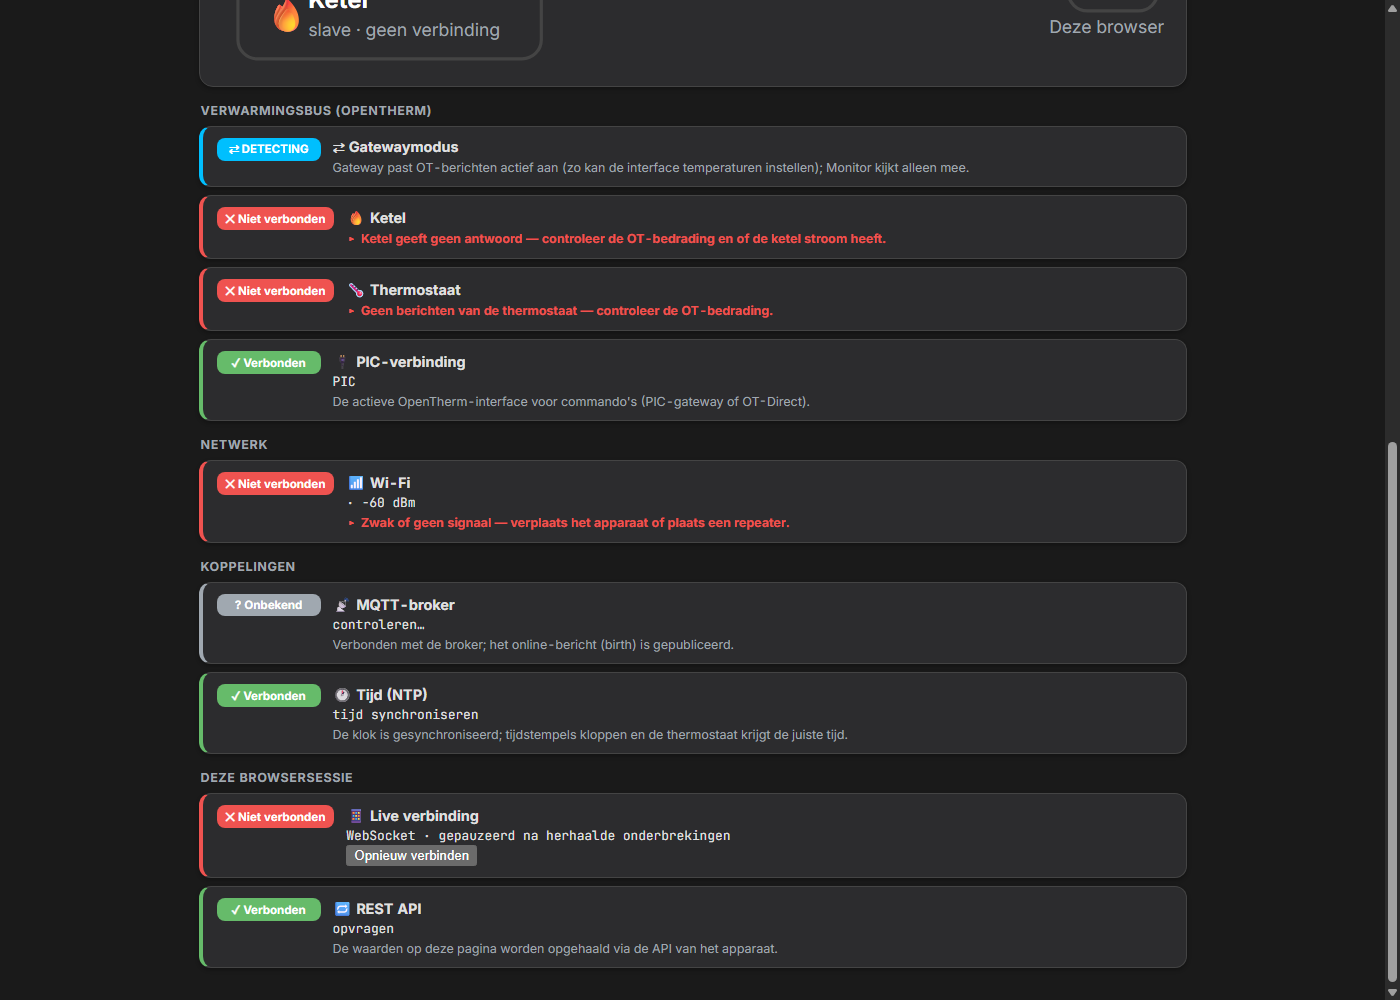 Ketel
slave · geen verbinding
Deze browser
VERWARMINGSBUS (OPENTHERM)
⇄ DETECTING
⇄ Gatewaymodus
Gateway past OT-berichten actief aan (zo kan de interface temperaturen instellen); Monitor kijkt alleen mee.
✕ Niet verbonden
Ketel
▸ Ketel geeft geen antwoord — controleer de OT-bedrading en of de ketel stroom heeft.
✕ Niet verbonden
Thermostaat
▸ Geen berichten van de thermostaat — controleer de OT-bedrading.
✓ Verbonden
PIC-verbinding
PIC
De actieve OpenTherm-interface voor commando's (PIC-gateway of OT-Direct).
NETWERK
✕ Niet verbonden
Wi-Fi
· -60 dBm
▸ Zwak of geen signaal — verplaats het apparaat of plaats een repeater.
KOPPELINGEN
? Onbekend
MQTT-broker
controleren…
Verbonden met de broker; het online-bericht (birth) is gepubliceerd.
✓ Verbonden
Tijd (NTP)
tijd synchroniseren
De klok is gesynchroniseerd; tijdstempels kloppen en de thermostaat krijgt de juiste tijd.
DEZE BROWSERSESSIE
✕ Niet verbonden
Live verbinding
WebSocket · gepauzeerd na herhaalde onderbrekingen
Opnieuw verbinden
✓ Verbonden
REST API
opvragen
De waarden op deze pagina worden opgehaald via de API van het apparaat.